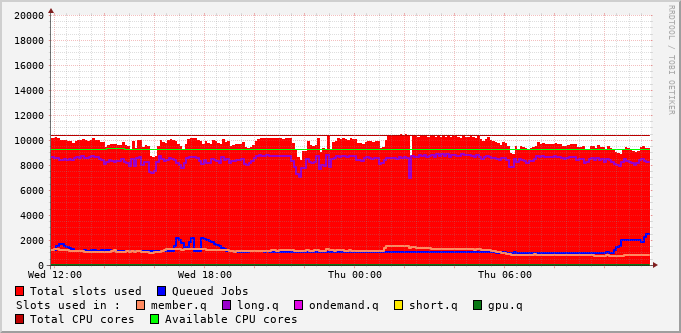 20000
18000
16000
14000
12000
10000
8000
6000
4000
2000
0
Wed 12:00 Wed 18:00 Thu 00:00 Thu 06:00
Total slots used Queued Jobs
Slots used in : member.q long.q ondemand.q short.q gpu.q
Total CPU cores Available CPU cores
RRDTOOL / TOBI OETIKER